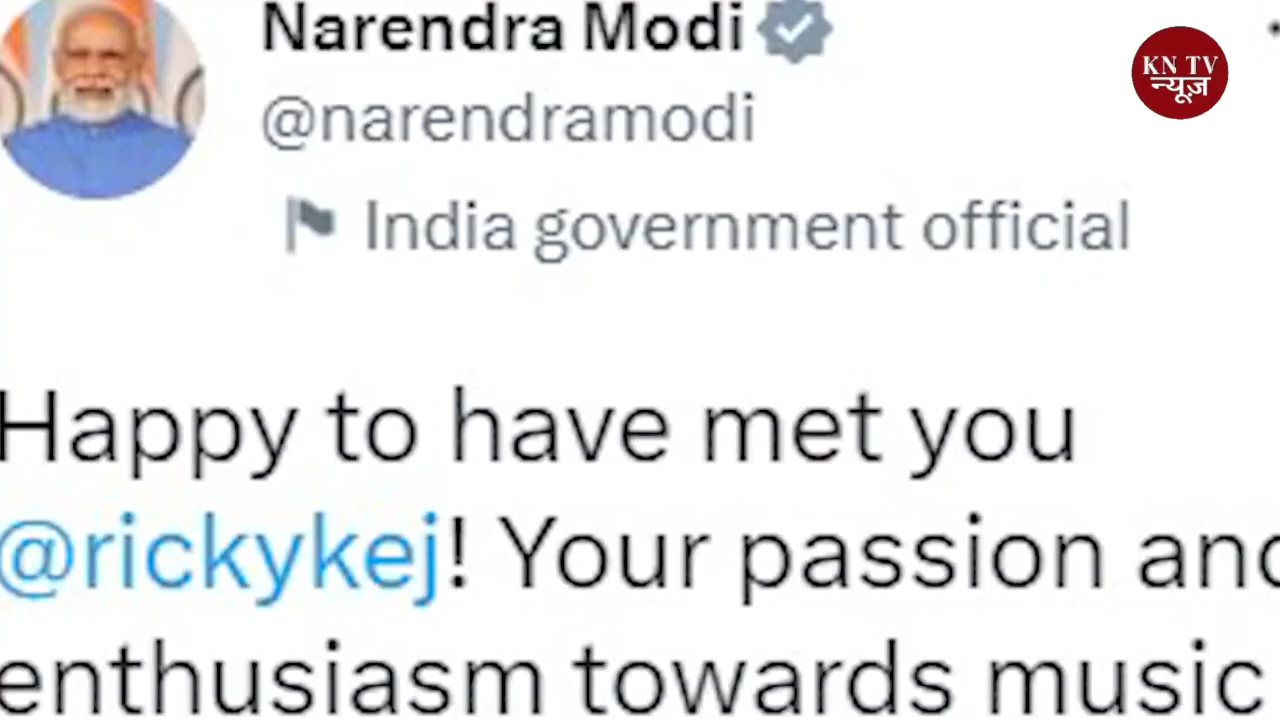 Narendra Modi
@narendramodi
India government official
Happy to have met you
@rickykej! Your passion and
enthusiasm towards music
KN TV
न्यूज़